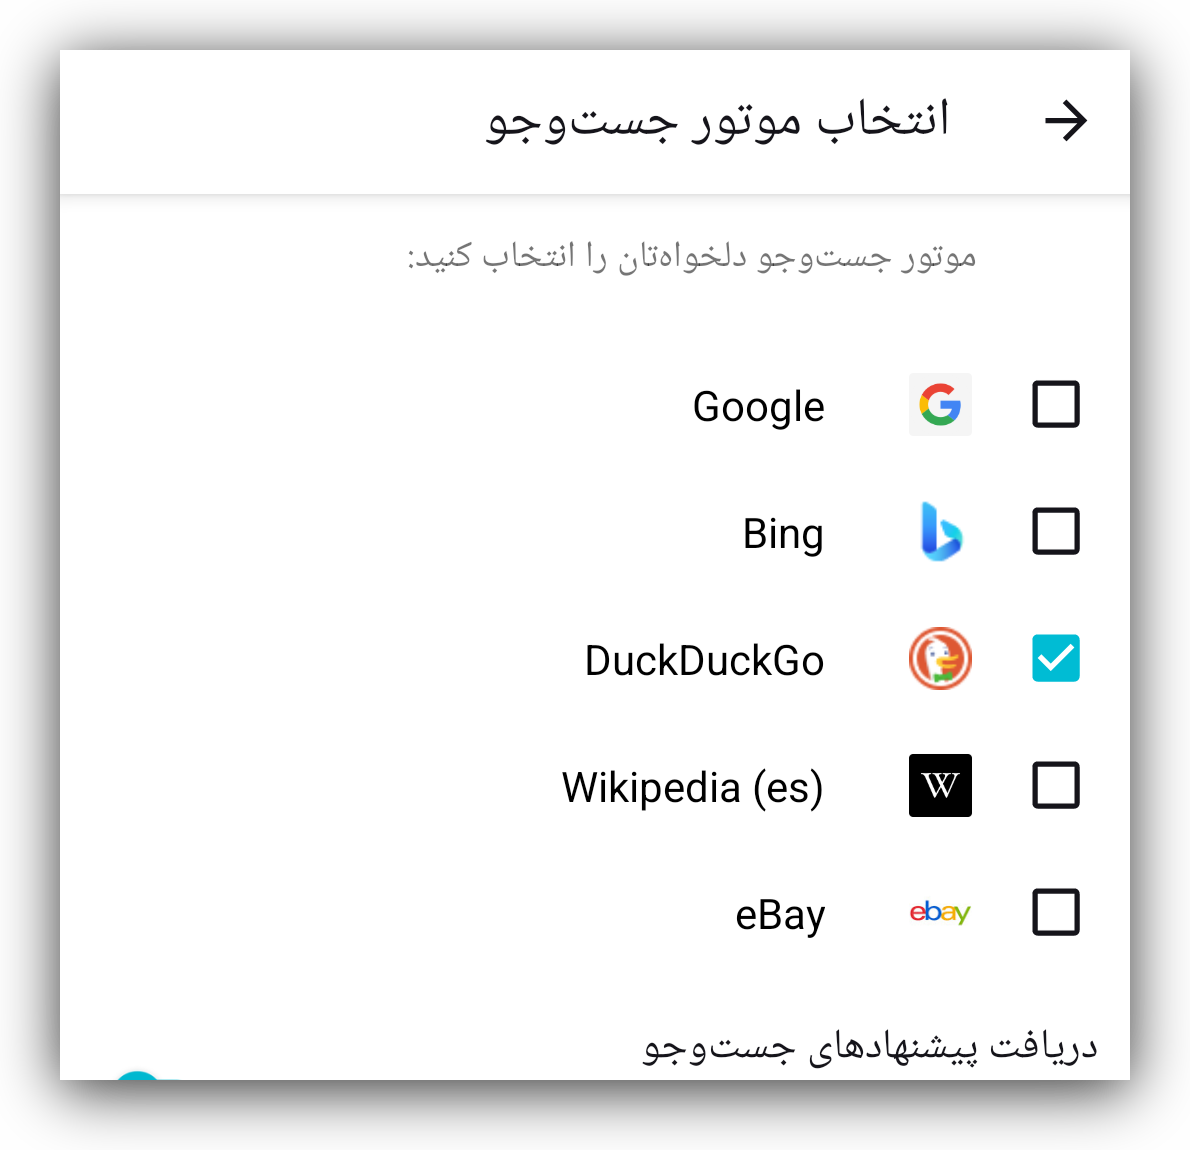 انتخاب موتور جست‌وجو
موتور جست‌وجو دلخواه‌تان را انتخاب کنید:
Google
Bing
DuckDuckGo
W Wikipedia (es)
ebay eBay
دریافت پیشنهادهای جست‌وجو